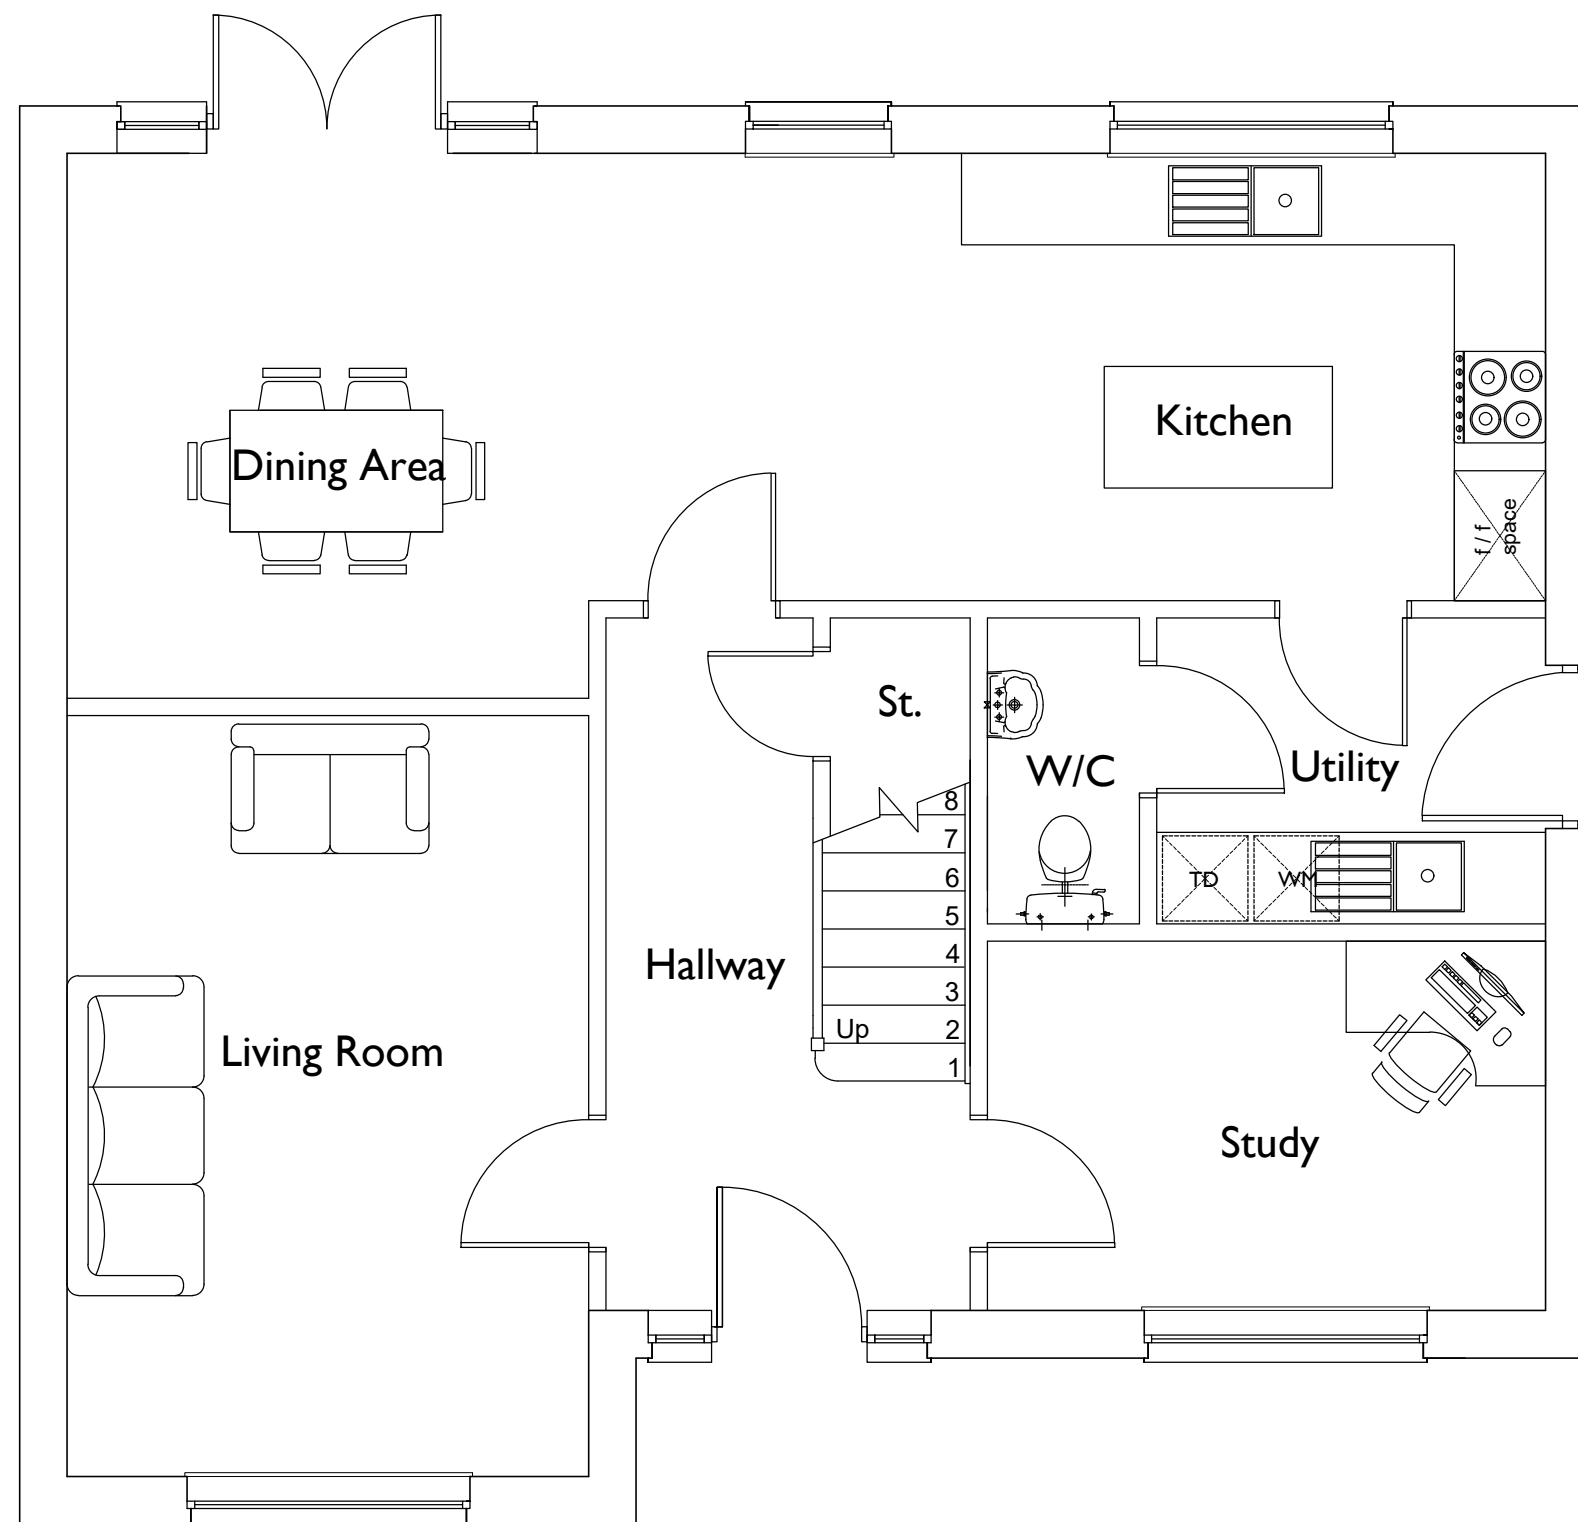 Kitchen
Dining Area
f / f
space
St.
W/C
Utility
8
7
6
5
4
3
2
1
Up
TD
WM
Hallway
Living Room
Study